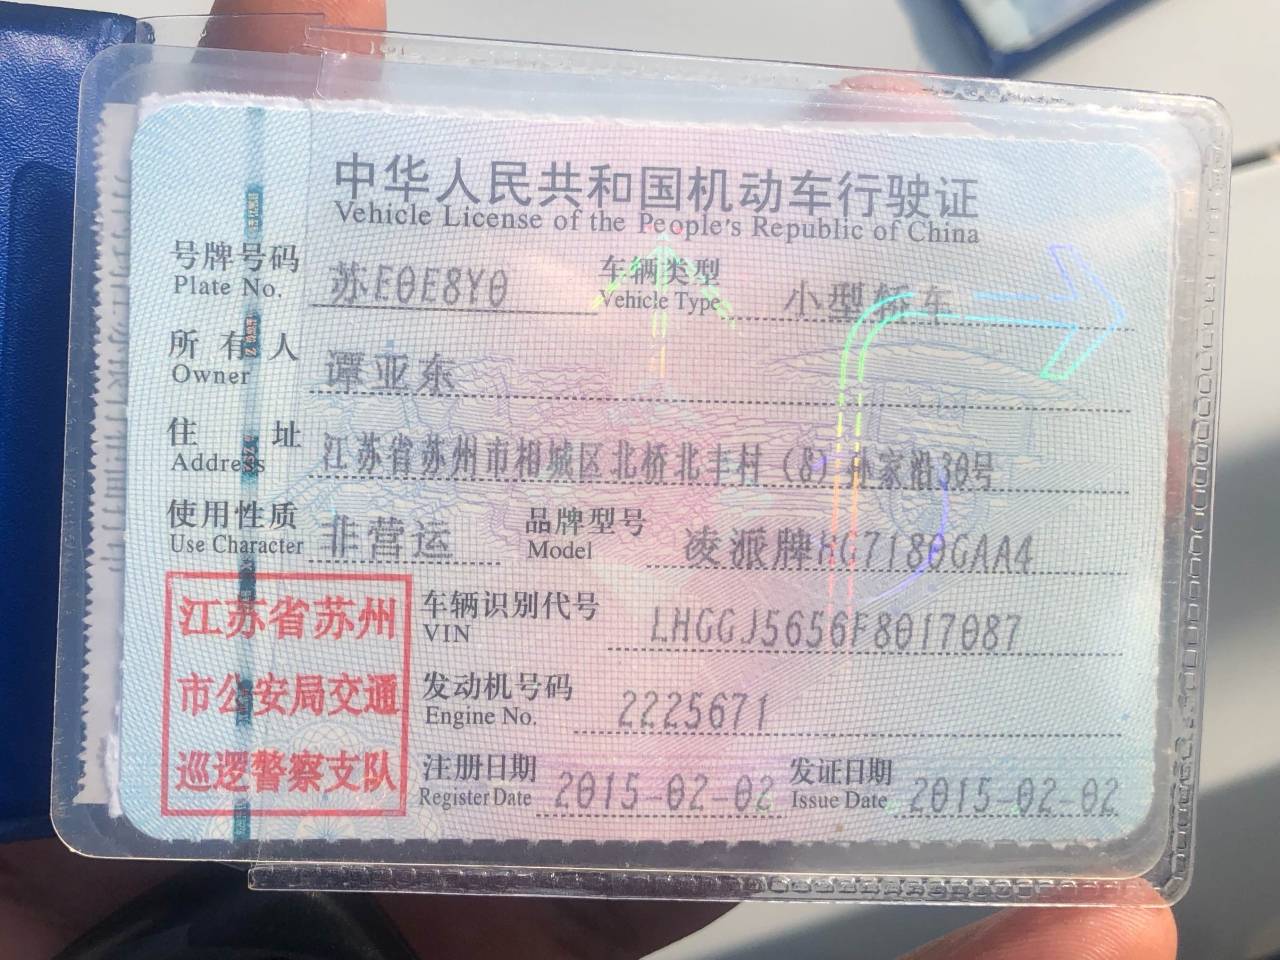 中华人民共和国机动车行驶证
Vehicle License of the People's Republic of China
号牌号码 苏E0E8Y0 车辆类型 小型轿车
Plate No. Vehicle Type
所有人 谭亚东
Owner
住址 江苏省苏州市相城区北桥北丰村(8)孙家沿30号
Address
使用性质 非营运 品牌型号 凌派牌HG7180GAA4
Use Character Model
江苏省苏州
市公安局交通
巡逻警察支队
车辆识别代号 LHGGJ5656F8017087
VIN
发动机号码 2225671
Engine No.
注册日期 2015-02-02 发证日期 2015-02-02
Register Date Issue Date